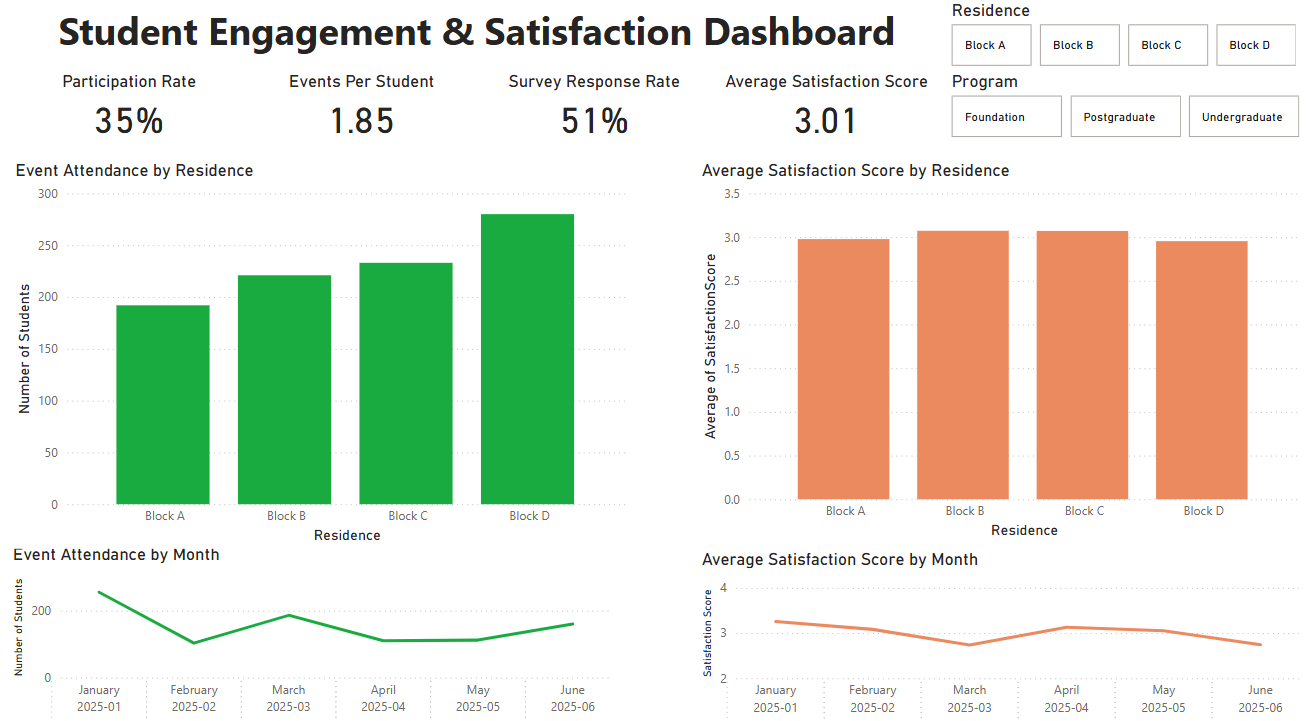 Student Engagement & Satisfaction Dashboard
Residence
Block A Block B Block C Block D
Program
Foundation Postgraduate Undergraduate
Participation Rate
35%
Events Per Student
1.85
Survey Response Rate
51%
Average Satisfaction Score
3.01
Event Attendance by Residence
Number of Students
300
250
200
150
100
50
0
Block A Block B Block C Block D
Residence
Average Satisfaction Score by Residence
Average of SatisfactionScore
3.5
3.0
2.5
2.0
1.5
1.0
0.5
0.0
Block A Block B Block C Block D
Residence
Event Attendance by Month
Number of Students
200
0
January February March April May June
2025-01 2025-02 2025-03 2025-04 2025-05 2025-06
Average Satisfaction Score by Month
Satisfaction Score
4
3
2
January February March April May June
2025-01 2025-02 2025-03 2025-04 2025-05 2025-06